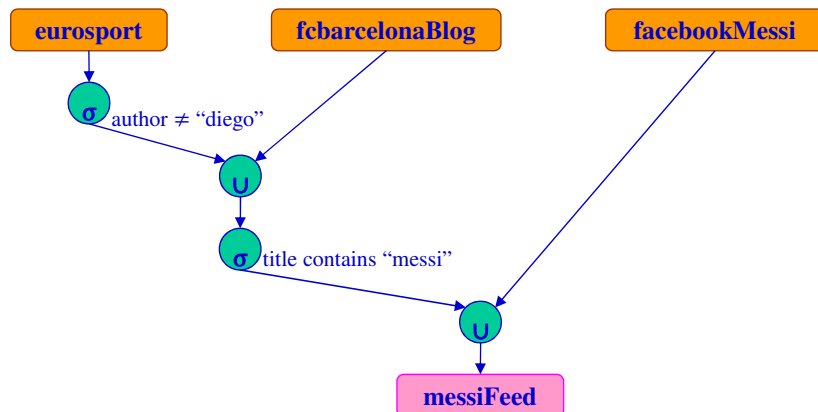 eurosport
fcbarcelonaBlog
facebookMessi
σ
author ≠ “diego”
∪
σ
title contains “messi”
∪
messiFeed